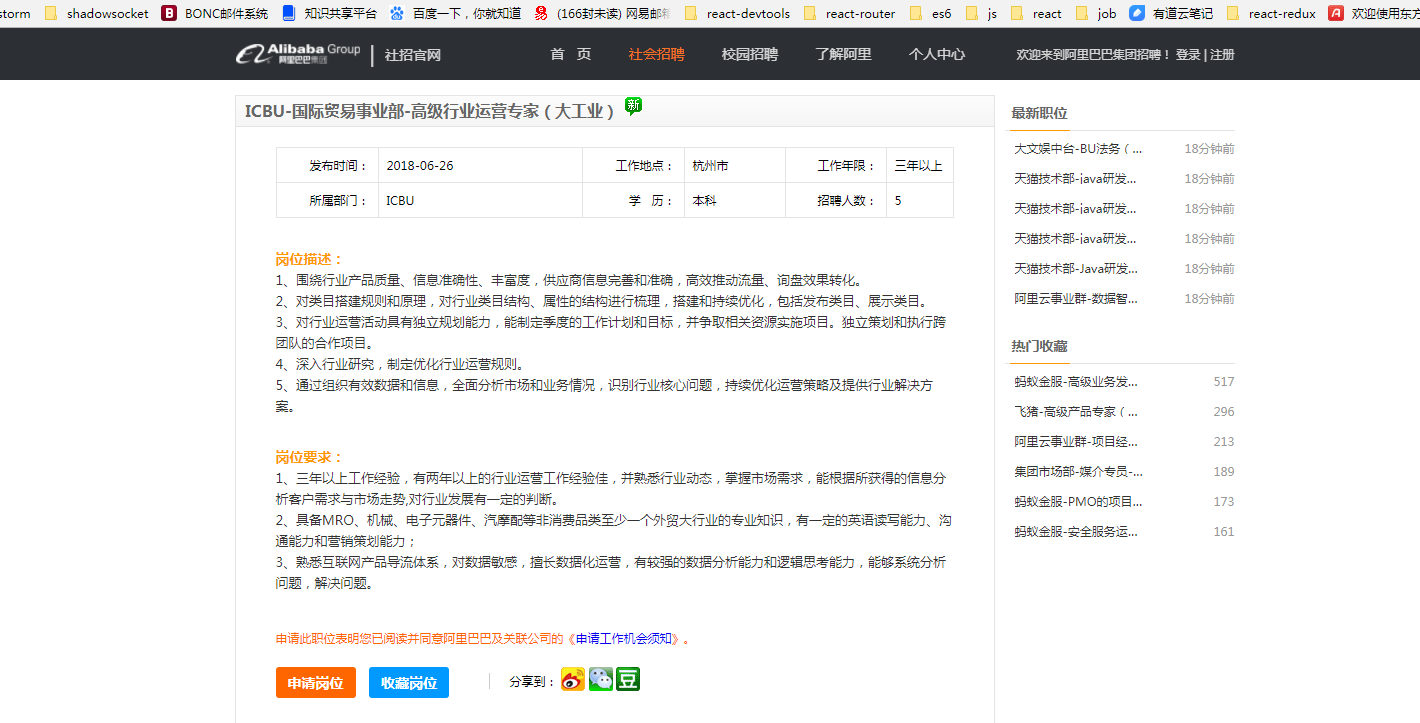 storm shadowsocket BONC邮件系统 知识共享平台 百度一下，你就知道 (166封未读) 网易邮箱 react-devtools react-router es6 js react job 有道云笔记 react-redux 欢迎使用东方
Alibaba Group 阿里巴巴集团 | 社招官网 首 页 社会招聘 校园招聘 了解阿里 个人中心 欢迎来到阿里巴巴集团招聘！ 登录 | 注册
ICBU-国际贸易事业部-高级行业运营专家（大工业） 新
发布时间： 2018-06-26 工作地点： 杭州市 工作年限： 三年以上
所属部门： ICBU 学 历： 本科 招聘人数： 5
岗位描述：
1、围绕行业产品质量、信息准确性、丰富度，供应商信息完善和准确，高效推动流量、询盘效果转化。
2、对类目搭建规则和原理，对行业类目结构、属性的结构进行梳理，搭建和持续优化，包括发布类目、展示类目。
3、对行业运营活动具有独立规划能力，能制定季度的工作计划和目标，并争取相关资源实施项目。独立策划和执行跨
团队的合作项目。
4、深入行业研究，制定优化行业运营规则。
5、通过组织有效数据和信息，全面分析市场和业务情况，识别行业核心问题，持续优化运营策略及提供行业解决方
案。
岗位要求：
1、三年以上工作经验，有两年以上的行业运营工作经验佳，并熟悉行业动态，掌握市场需求，能根据所获得的信息分
析客户需求与市场走势,对行业发展有一定的判断。
2、具备MRO、机械、电子元器件、汽摩配等非消费品类至少一个外贸大行业的专业知识，有一定的英语读写能力、沟
通能力和营销策划能力；
3、熟悉互联网产品导流体系，对数据敏感，擅长数据化运营，有较强的数据分析能力和逻辑思考能力，能够系统分析
问题，解决问题。
申请此职位表明您已阅读并同意阿里巴巴及关联公司的《申请工作机会须知》。
申请岗位 收藏岗位 分享到： 豆
最新职位
大文娱中台-BU法务（... 18分钟前
天猫技术部-java研发... 18分钟前
天猫技术部-java研发... 18分钟前
天猫技术部-java研发... 18分钟前
天猫技术部-Java研发... 18分钟前
阿里云事业群-数据智... 18分钟前
热门收藏
蚂蚁金服-高级业务发... 517
飞猪-高级产品专家（... 296
阿里云事业群-项目经... 213
集团市场部-媒介专员-... 189
蚂蚁金服-PMO的项目... 173
蚂蚁金服-安全服务运... 161